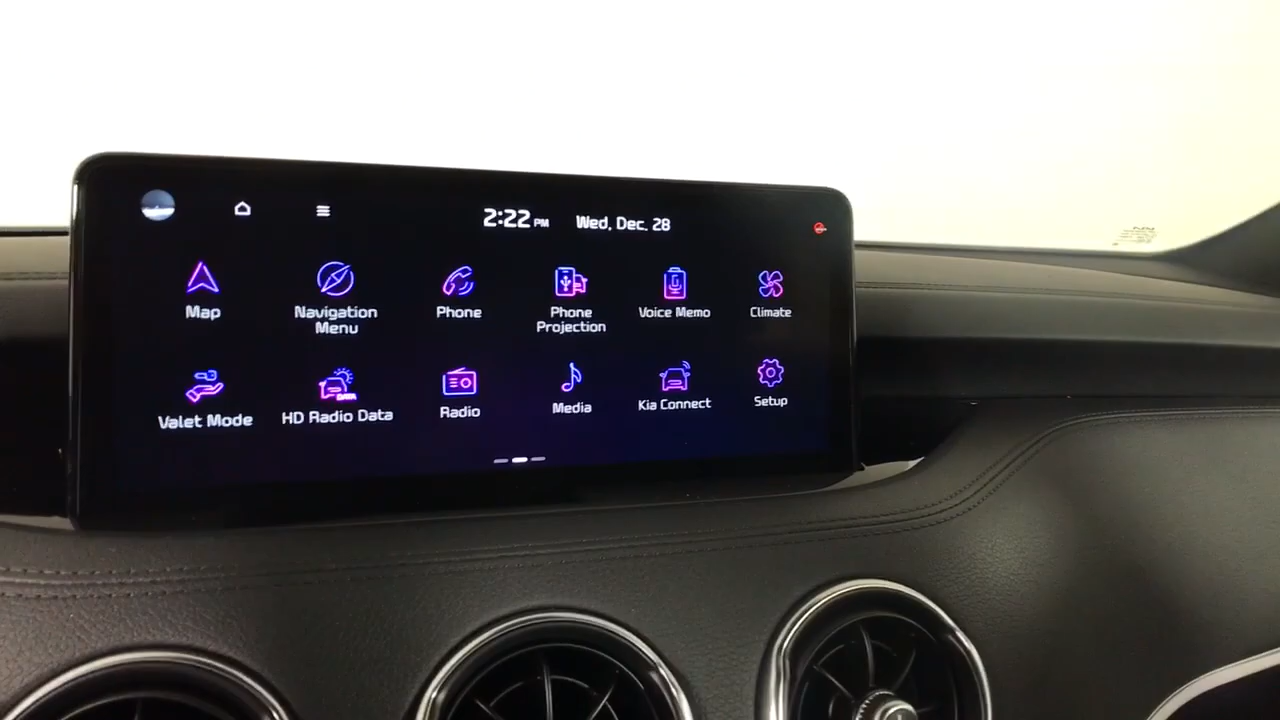 2:22 PM Wed, Dec. 28
Map
Navigation
Menu
Phone
Phone
Projection
Voice Memo
Climate
Valet Mode
DATA
HD Radio Data
Radio
Media
Kia Connect
Setup